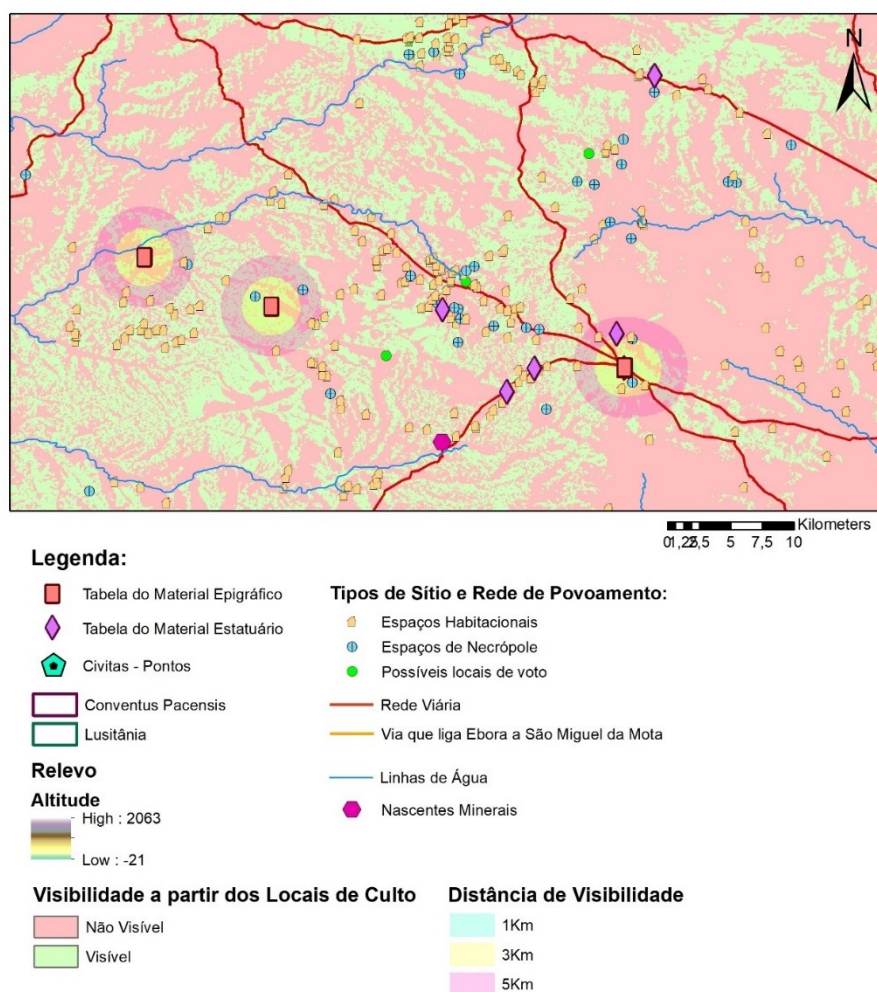 N
Kilometers
0 1,25 2,5 5 7,5 10
Legenda:
Tabela do Material Epigráfico
Tabela do Material Estatuário
Civitas - Pontos
Conventus Pacensis
Lusitânia
Relevo
Altitude
High : 2063
Low : -21
Tipos de Sítio e Rede de Povoamento:
Espaços Habitacionais
Espaços de Necrópole
Possíveis locais de voto
Rede Viária
Via que liga Ebora a São Miguel da Mota
Linhas de Água
Nascentes Minerais
Visibilidade a partir dos Locais de Culto
Não Visível
Visível
Distância de Visibilidade
1Km
3Km
5Km